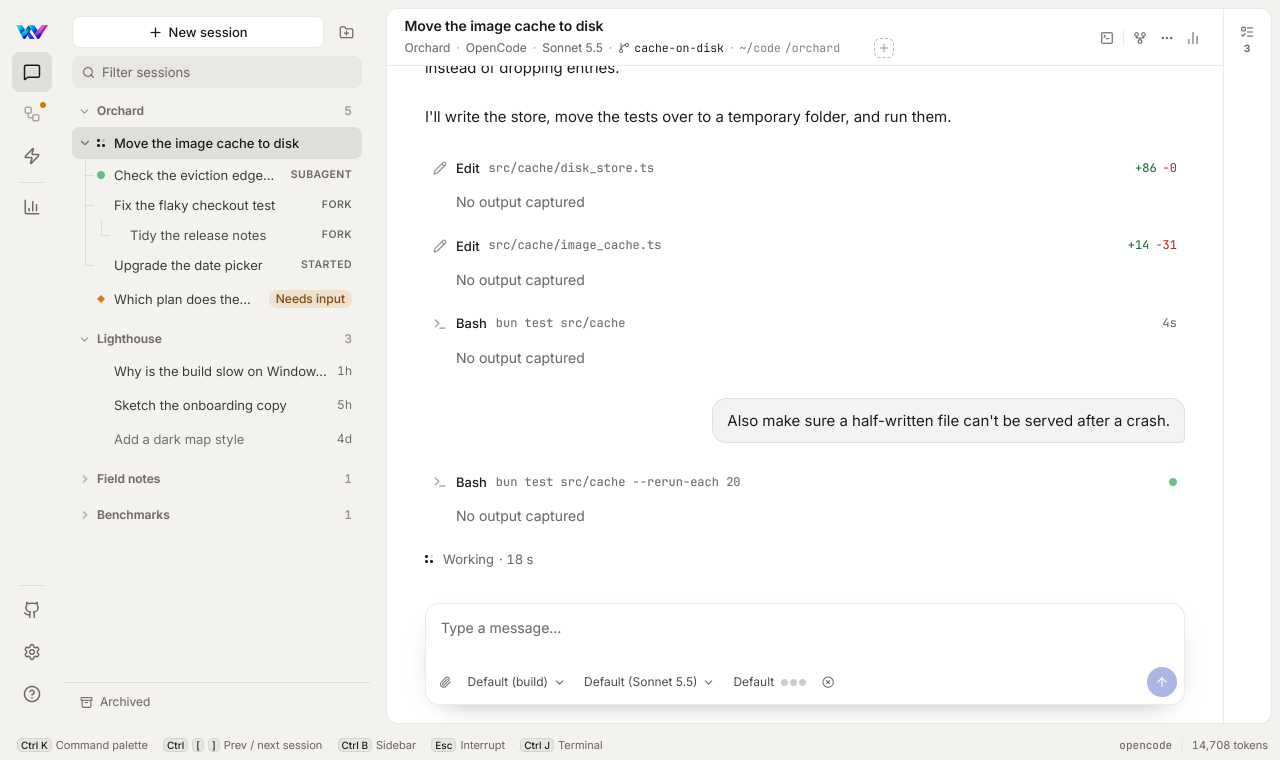 New session
Filter sessions
Orchard 5
Move the image cache to disk
Check the eviction edge... SUBAGENT
Fix the flaky checkout test FORK
Tidy the release notes FORK
Upgrade the date picker STARTED
Which plan does the... Needs input
Lighthouse 3
Why is the build slow on Window... 1h
Sketch the onboarding copy 5h
Add a dark map style 4d
Field notes 1
Benchmarks 1
Archived
Move the image cache to disk
Orchard · OpenCode · Sonnet 5.5 · cache-on-disk · ~/code/orchard
3
instead of dropping entries.
I'll write the store, move the tests over to a temporary folder, and run them.
Edit src/cache/disk_store.ts +86 -0
No output captured
Edit src/cache/image_cache.ts +14 -31
No output captured
Bash bun test src/cache 4s
No output captured
Also make sure a half-written file can't be served after a crash.
Bash bun test src/cache --rerun-each 20
No output captured
Working · 18 s
Type a message...
Default (build) Default (Sonnet 5.5) Default
Ctrl K Command palette Ctrl [ ] Prev / next session Ctrl B Sidebar Esc Interrupt Ctrl J Terminal
opencode 14,708 tokens